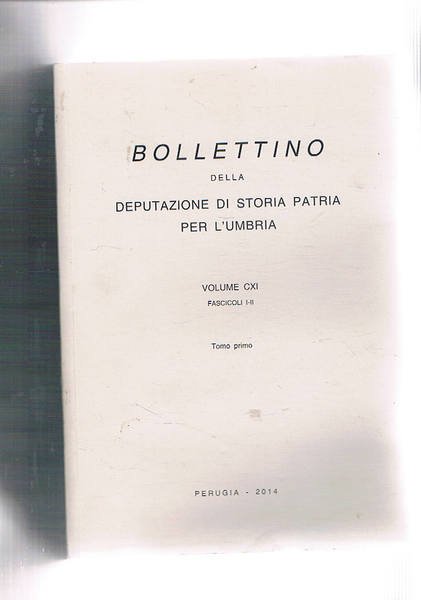 BOLLETTINO
DELLA
DEPUTAZIONE DI STORIA PATRIA
PER L'UMBRIA
VOLUME CXI
FASCICOLI I-II
Tomo primo
PERUGIA - 2014